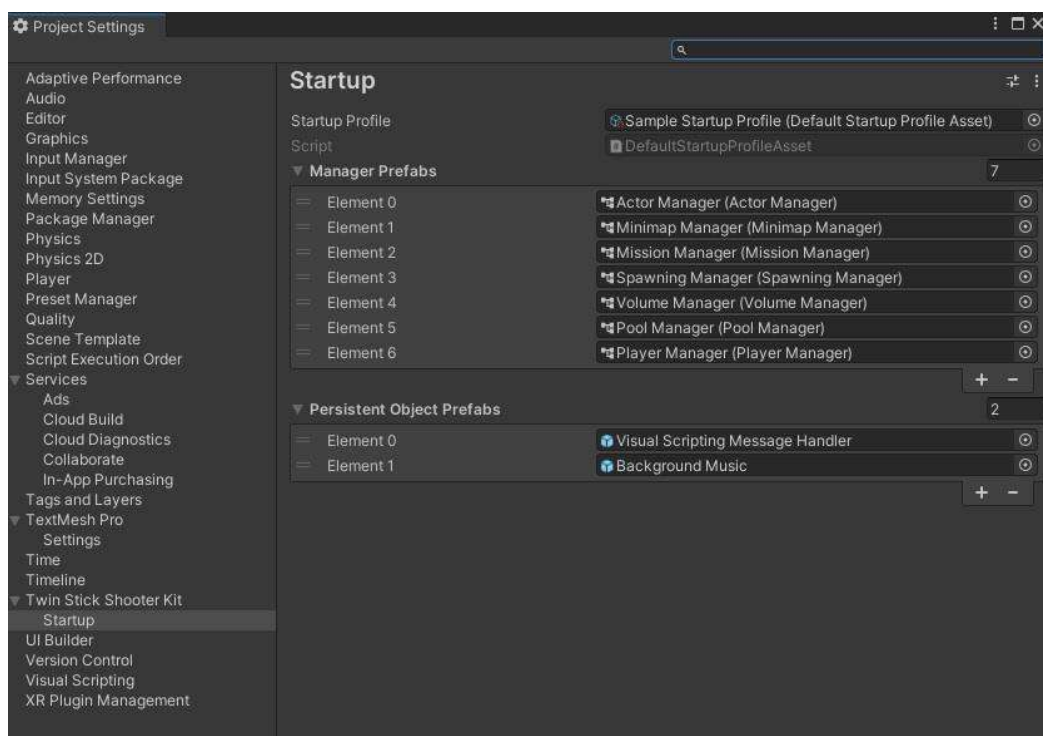 Project Settings
Adaptive Performance
Audio
Editor
Graphics
Input Manager
Input System Package
Memory Settings
Package Manager
Physics
Physics 2D
Player
Preset Manager
Quality
Scene Template
Script Execution Order
Services
Ads
Cloud Build
Cloud Diagnostics
Collaborate
In-App Purchasing
Tags and Layers
TextMesh Pro
Settings
Time
Timeline
Twin Stick Shooter Kit
Startup
UI Builder
Version Control
Visual Scripting
XR Plugin Management
Startup
Startup Profile Sample Startup Profile (Default Startup Profile Asset)
Script DefaultStartupProfileAsset
Manager Prefabs 7
Element 0 Actor Manager (Actor Manager)
Element 1 Minimap Manager (Minimap Manager)
Element 2 Mission Manager (Mission Manager)
Element 3 Spawning Manager (Spawning Manager)
Element 4 Volume Manager (Volume Manager)
Element 5 Pool Manager (Pool Manager)
Element 6 Player Manager (Player Manager)
+ -
Persistent Object Prefabs 2
Element 0 Visual Scripting Message Handler
Element 1 Background Music
+ -